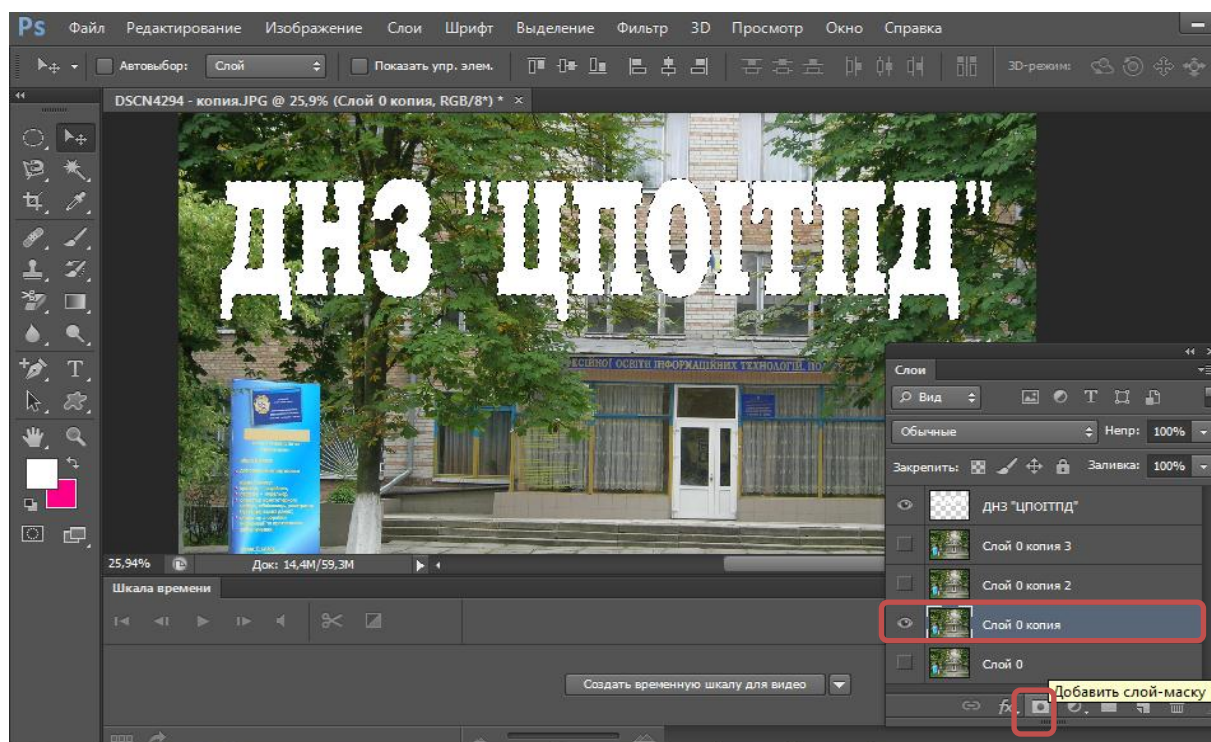 Ps Файл Редактирование Изображение Слои Шрифт Выделение Фильтр 3D Просмотр Окно Справка
Автовыбор: Слой Показать упр. элем. 3D-режим:
DSCN4294 - копия.JPG @ 25,9% (Слой 0 копия, RGB/8*) * ×
ДНЗ "ЦПОІТПД"
ОСВІТИ ІНФОРМАЦІЙНИХ ТЕХНОЛОГІЙ,
Слои
Вид
Обычные Непр: 100%
Закрепить: Заливка: 100%
ДНЗ "ЦПОІТПД"
Слой 0 копия 3
Слой 0 копия 2
Слой 0 копия
Слой 0
Добавить слой-маску
fx
25,94% Док: 14,4M/59,3M
Шкала времени
Создать временную шкалу для видео